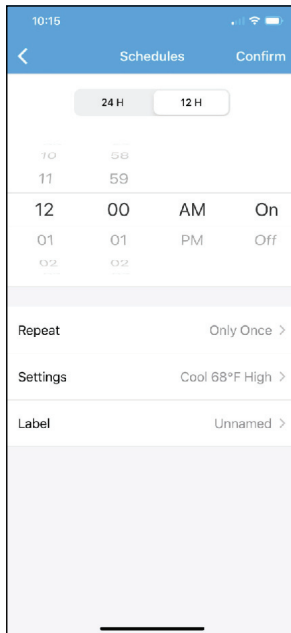 10:15
Schedules Confirm
24 H 12 H
10 58
11 59
12 00 AM On
01 01 PM Off
02 02
Repeat Only Once
Settings Cool 68°F High
Label Unnamed